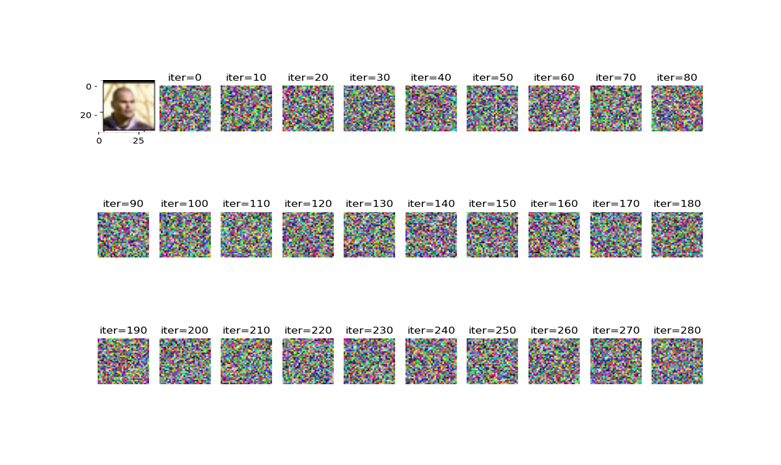 iter=0 iter=10 iter=20 iter=30 iter=40 iter=50 iter=60 iter=70 iter=80
0
20
0 25
iter=90 iter=100 iter=110 iter=120 iter=130 iter=140 iter=150 iter=160 iter=170 iter=180
iter=190 iter=200 iter=210 iter=220 iter=230 iter=240 iter=250 iter=260 iter=270 iter=280